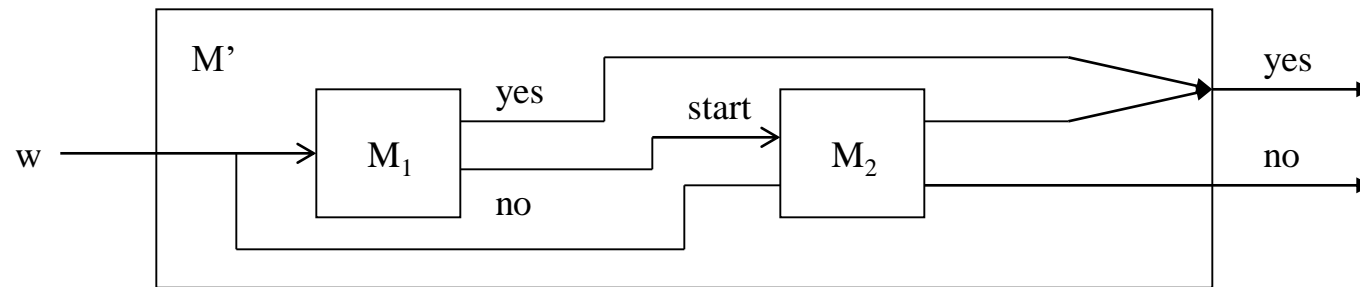 M’
yes
yes
start
w
M₁
M₂
no
no